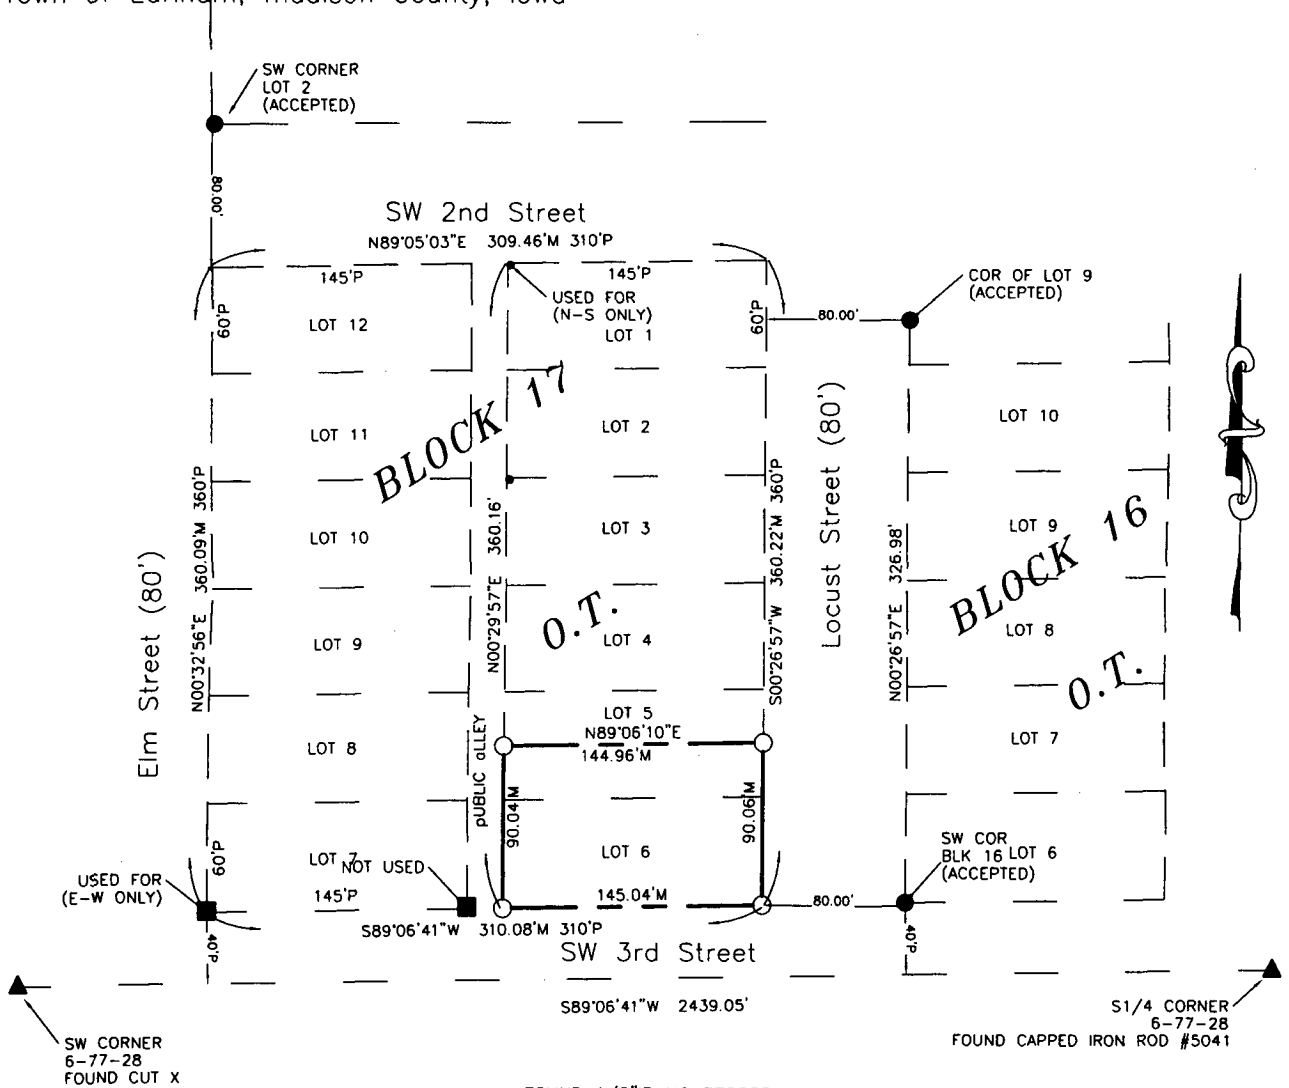 SW CORNER
LOT 2
(ACCEPTED)
80.00'
SW 2nd Street
N89°05'03"E 309.46'M 310'P
145'P
145'P
COR OF LOT 9
(ACCEPTED)
USED FOR
(N-S ONLY)
60'P
60'P
80.00'
LOT 12
LOT 1
BLOCK 17
LOT 11
LOT 2
LOT 10
Locust Street (80')
N00°32'56"E 360.09'M 360'P
N00°29'57"E 360.16'
S00°26'57"W 360.22'M 360'P
N00°26'57"E 326.98'
LOT 10
LOT 3
LOT 9
BLOCK 16
O.T.
Elm Street (80')
LOT 9
LOT 4
LOT 8
O.T.
LOT 5
N89°06'10"E
144.96'M
LOT 8
pUBLIC aLLEY
LOT 7
90.04'M
90.06'M
60'P
LOT 7
NOT USED
LOT 6
SW COR
BLK 16
(ACCEPTED)
LOT 6
USED FOR
(E-W ONLY)
145'P
145.04'M
80.00'
S89°06'41"W 310.08'M 310'P
40'P
40'P
SW 3rd Street
S89°06'41"W 2439.05'
SW CORNER
6-77-28
FOUND CUT X
S1/4 CORNER
6-77-28
FOUND CAPPED IRON ROD #5041